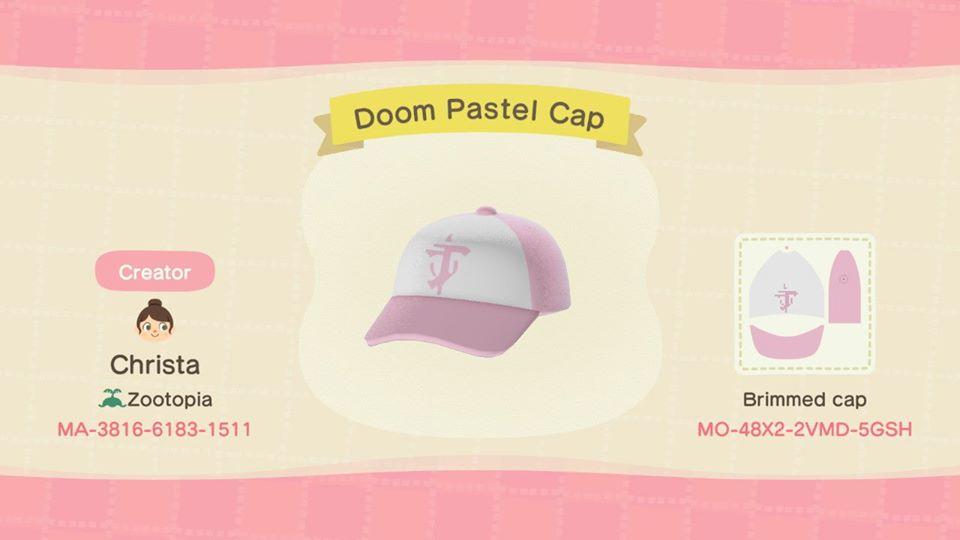 Doom Pastel Cap
Creator
Christa
Zootopia
MA-3816-6183-1511
Brimmed cap
MO-48X2-2VMD-5GSH